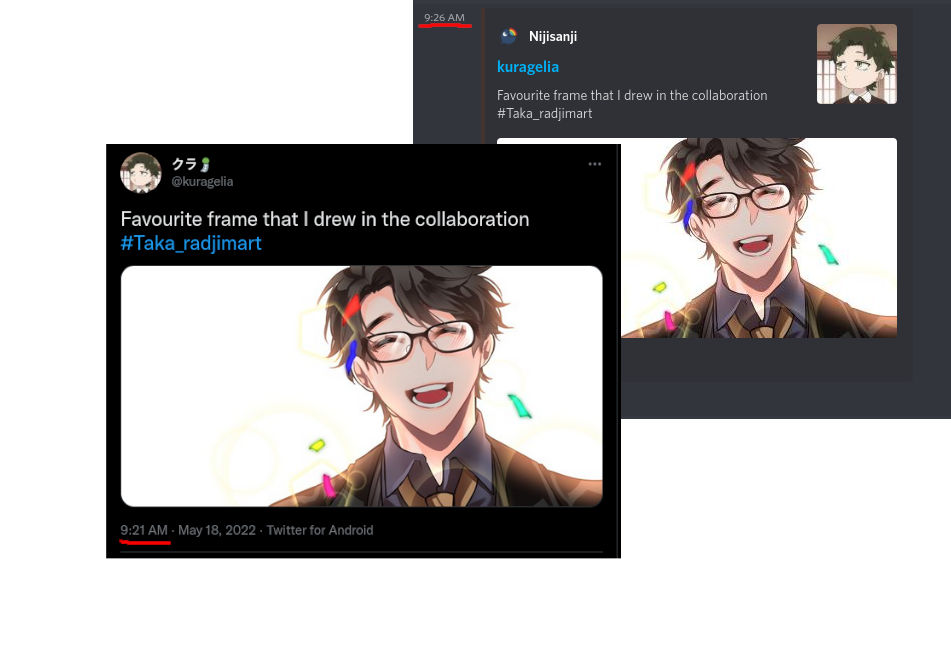 9:26 AM
Nijisanji
kuragelia
Favourite frame that I drew in the collaboration
#Taka_radjimart
クラ
@kuragelia
Favourite frame that I drew in the collaboration
#Taka_radjimart
9:21 AM · May 18, 2022 · Twitter for Android